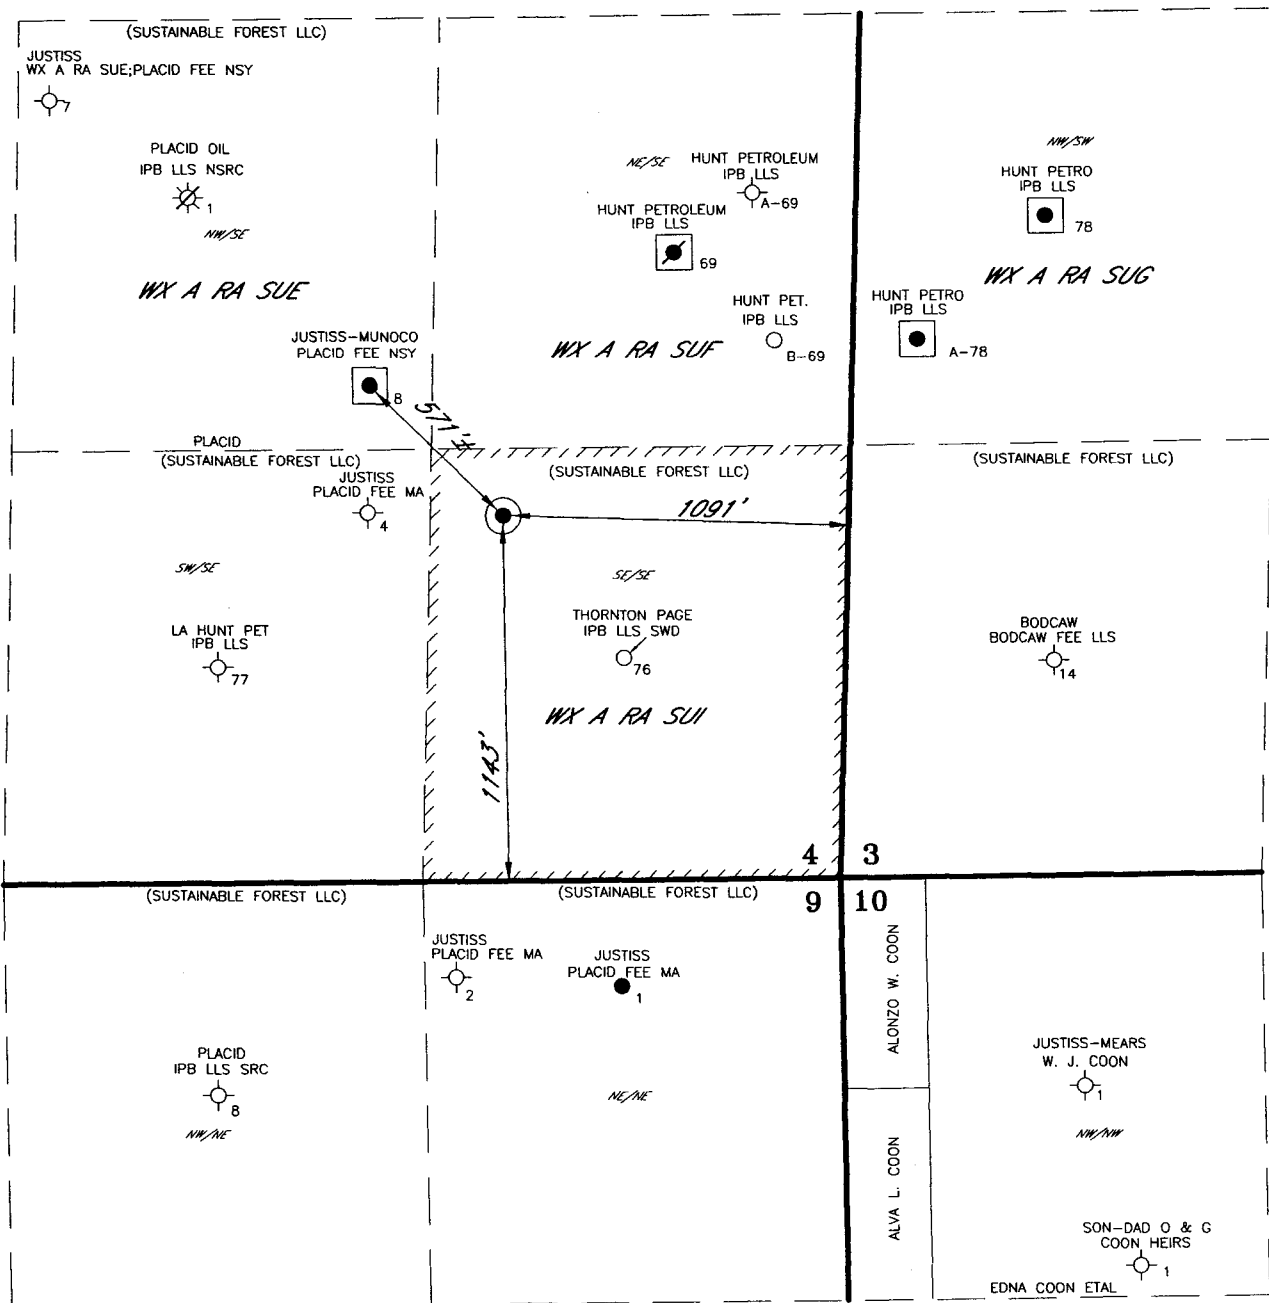 (SUSTAINABLE FOREST LLC)
JUSTISS
WX A RA SUE;PLACID FEE NSY
7
PLACID OIL
IPB LLS NSRC
1
NW/SE
WX A RA SUE
JUSTISS-MUNOCO
PLACID FEE NSY
8
NE/SE
HUNT PETROLEUM
IPB LLS
A-69
HUNT PETROLEUM
IPB LLS
69
HUNT PET.
IPB LLS
B-69
WX A RA SUF
NW/SW
HUNT PETRO
IPB LLS
78
WX A RA SUG
HUNT PETRO
IPB LLS
A-78
571'±
PLACID
(SUSTAINABLE FOREST LLC)
JUSTISS
PLACID FEE MA
4
SW/SE
LA HUNT PET
IPB LLS
77
(SUSTAINABLE FOREST LLC)
1091'
SE/SE
THORNTON PAGE
IPB LLS SWD
76
WX A RA SUI
1143'
(SUSTAINABLE FOREST LLC)
BODCAW
BODCAW FEE LLS
14
4 3
9 10
(SUSTAINABLE FOREST LLC)
PLACID
IPB LLS SRC
8
NW/NE
(SUSTAINABLE FOREST LLC)
JUSTISS
PLACID FEE MA
2
JUSTISS
PLACID FEE MA
1
NE/NE
ALONZO W. COON
ALVA L. COON
JUSTISS-MEARS
W. J. COON
1
NW/NW
SON-DAD O & G
COON HEIRS
1
EDNA COON ETAL